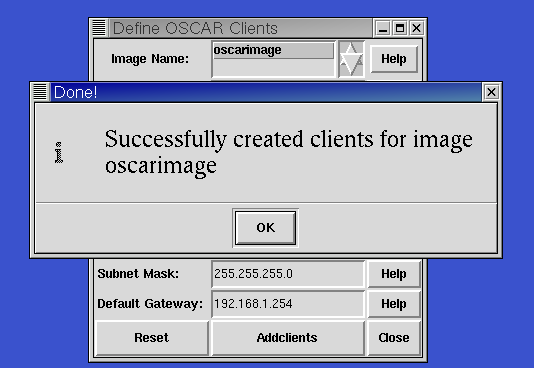 Define OSCAR Clients
Image Name: oscarimage Help
Done!
Successfully created clients for image
oscarimage
OK
Subnet Mask: 255.255.255.0 Help
Default Gateway: 192.168.1.254 Help
Reset Addclients Close